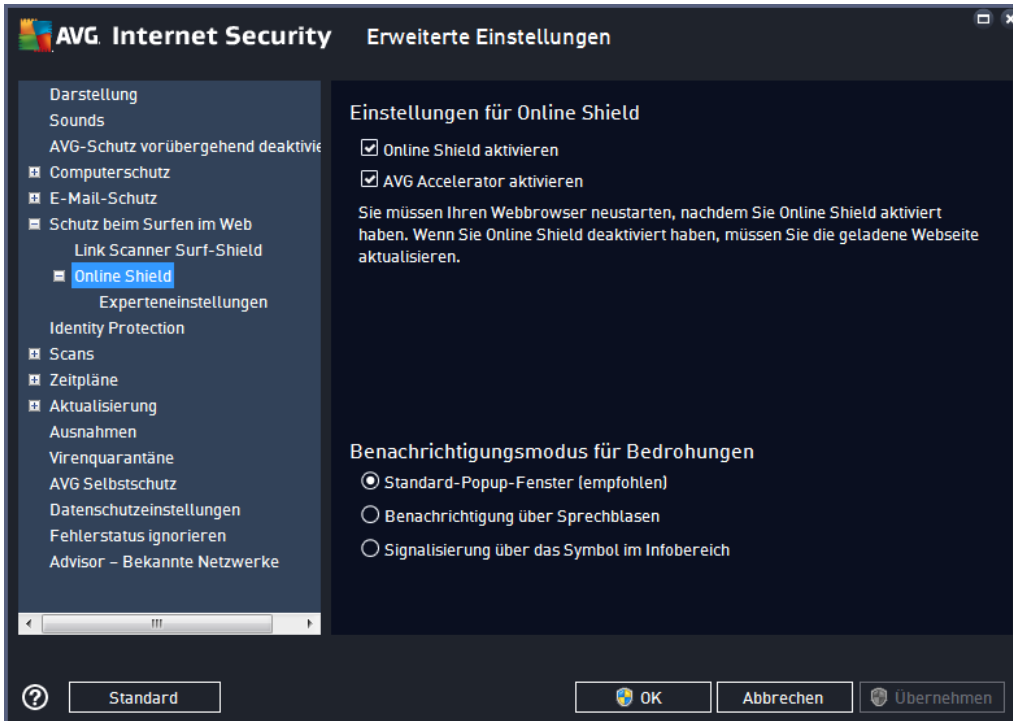 AVG Internet Security Erweiterte Einstellungen
Darstellung
Sounds
AVG-Schutz vorübergehend
Computerschutz
E-Mail-Schutz
Schutz beim Surfen im Web
Link Scanner Surf-Shield
Online Shield
Experteneinstellungen
Identity Protection
Scans
Zeitpläne
Aktualisierung
Ausnahmen
Virenquarantäne
AVG Selbstschutz
Datenschutzeinstellungen
Fehlerstatus ignorieren
Advisor – Bekannte Netzwerke
Einstellungen für Online Shield
Online Shield aktivieren
AVG Accelerator aktivieren
Sie müssen Ihren Webbrowser neustarten, nachdem Sie Online Shield aktiviert
haben. Wenn Sie Online Shield deaktiviert haben, müssen Sie die geladene Webseite
aktualisieren.
Benachrichtigungsmodus für Bedrohungen
Standard-Popup-Fenster (empfohlen)
Benachrichtigung über Sprechblasen
Signalisierung über das Symbol im Infobereich
Standard
OK
Abbrechen
Übernehmen